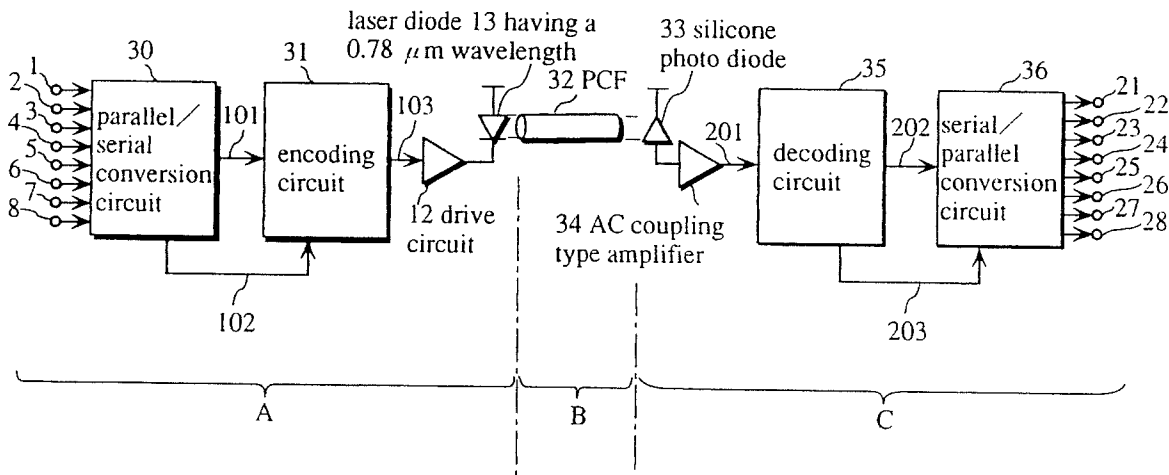 laser diode 13 having a
0.78 μm wavelength
33 silicone
photo diode
30
31
32 PCF
35
36
1
2
3
4
5
6
7
8
parallel／
serial
conversion
circuit
101
encoding
circuit
103
12 drive
circuit
102
201
34 AC coupling
type amplifier
decoding
circuit
202
serial／
parallel
conversion
circuit
203
21
22
23
24
25
26
27
28
A
B
C